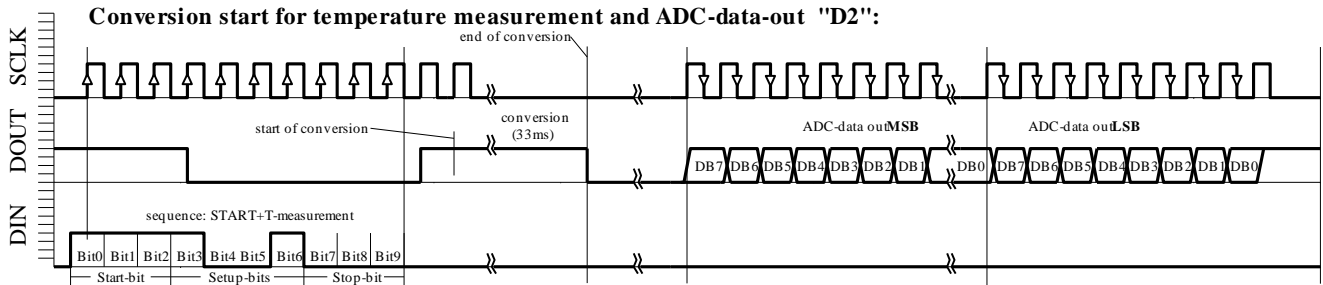 Conversion start for temperature measurement and ADC-data-out "D2":
end of conversion
SCLK
start of conversion
conversion
(33ms)
ADC-data out MSB
ADC-data out LSB
DOUT
DB7 DB6 DB5 DB4 DB3 DB2 DB1 DB0 DB7 DB6 DB5 DB4 DB3 DB2 DB1 DB0
sequence: START+T-measurement
DIN
Bit0 Bit1 Bit2 Bit3 Bit4 Bit5 Bit6 Bit7 Bit8 Bit9
Start-bit Setup-bits Stop-bit